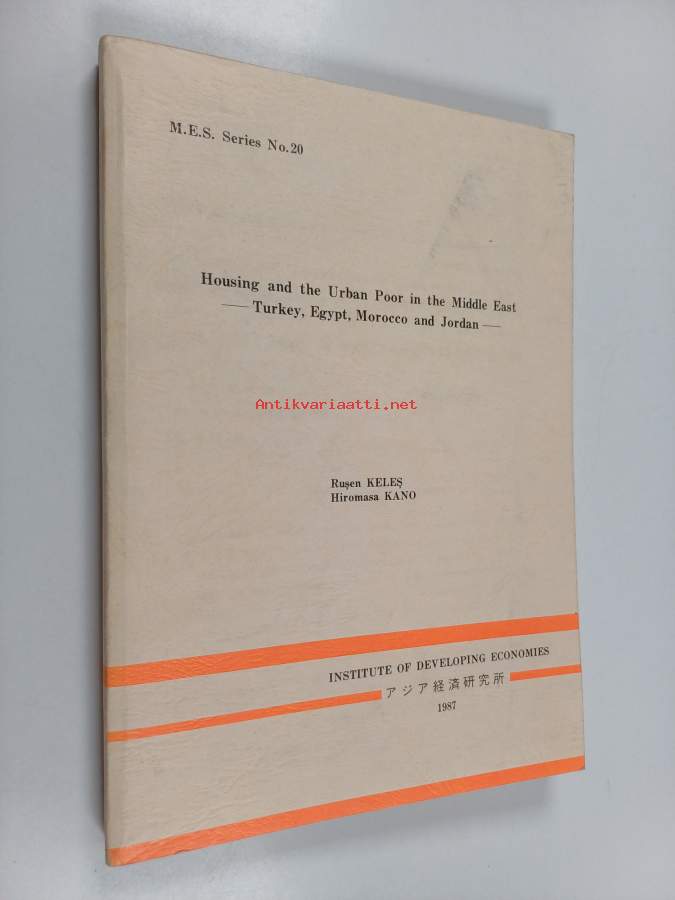 M.E.S. Series No.20
Housing and the Urban Poor in the Middle East
— Turkey, Egypt, Morocco and Jordan —
Antikvariaatti.net
Ruşen KELEŞ
Hiromasa KANO
INSTITUTE OF DEVELOPING ECONOMIES
アジア経済研究所
1987